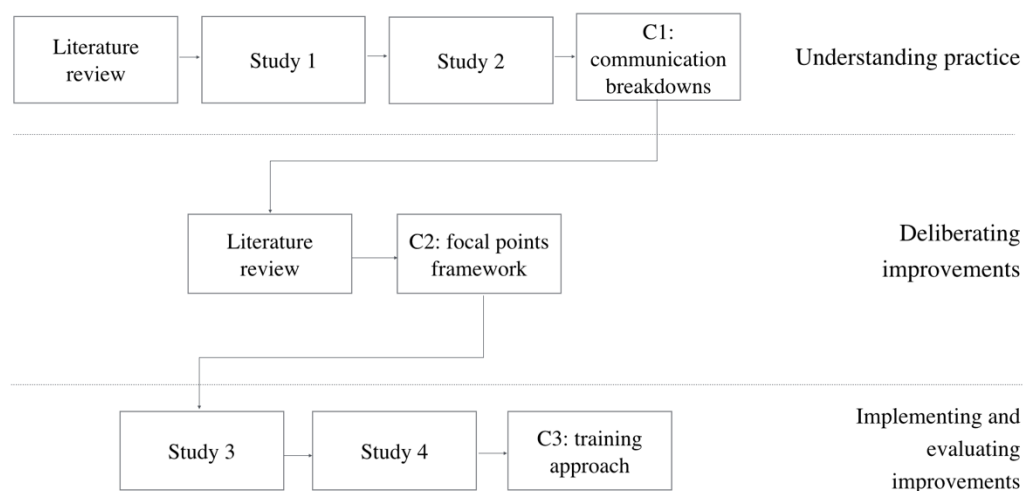 Literature
review
Study 1
Study 2
C1:
communication
breakdowns
Understanding practice
Literature
review
C2: focal points
framework
Deliberating
improvements
Study 3
Study 4
C3: training
approach
Implementing and
evaluating
improvements